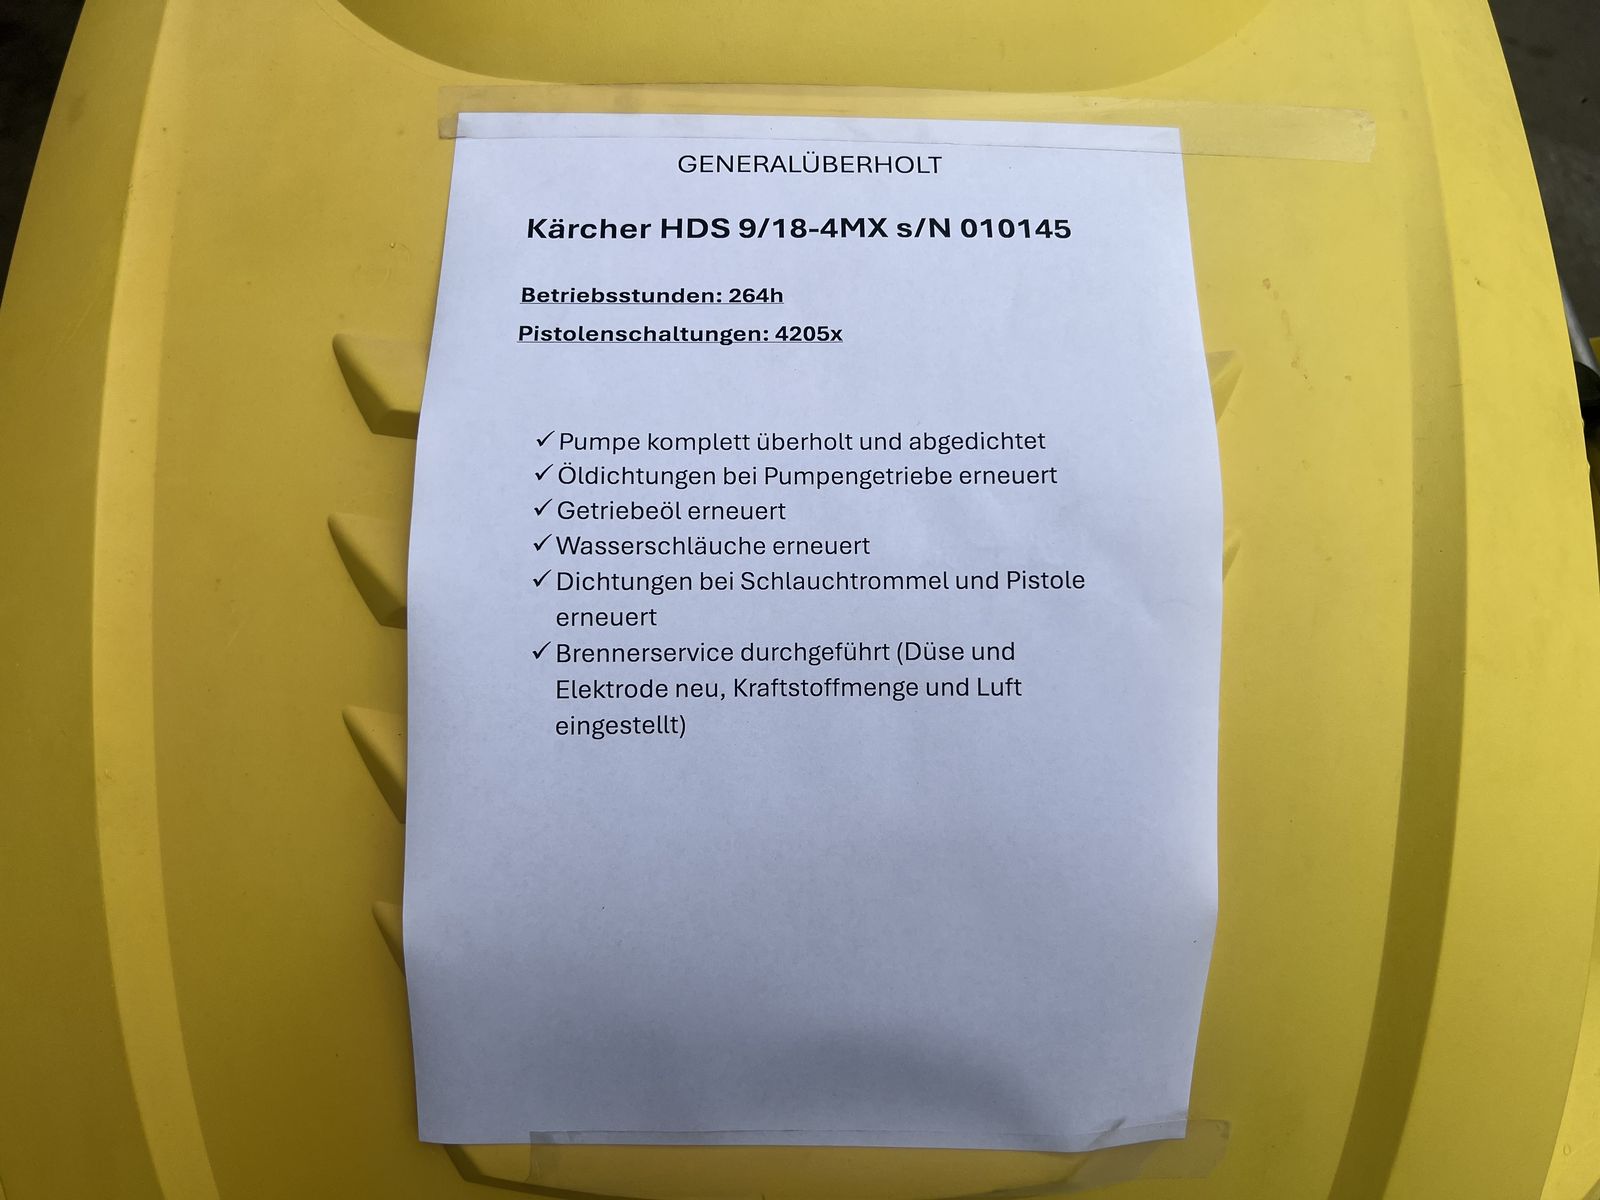 GENERALÜBERHOLT
Kärcher HDS 9/18-4MX s/N 010145
Betriebsstunden: 264h
Pistolenschaltungen: 4205x
✓ Pumpe komplett überholt und abgedichtet
✓ Öldichtungen bei Pumpengetriebe erneuert
✓ Getriebeöl erneuert
✓ Wasserschläuche erneuert
✓ Dichtungen bei Schlauchtrommel und Pistole
erneuert
✓ Brennerservice durchgeführt (Düse und
Elektrode neu, Kraftstoffmenge und Luft
eingestellt)